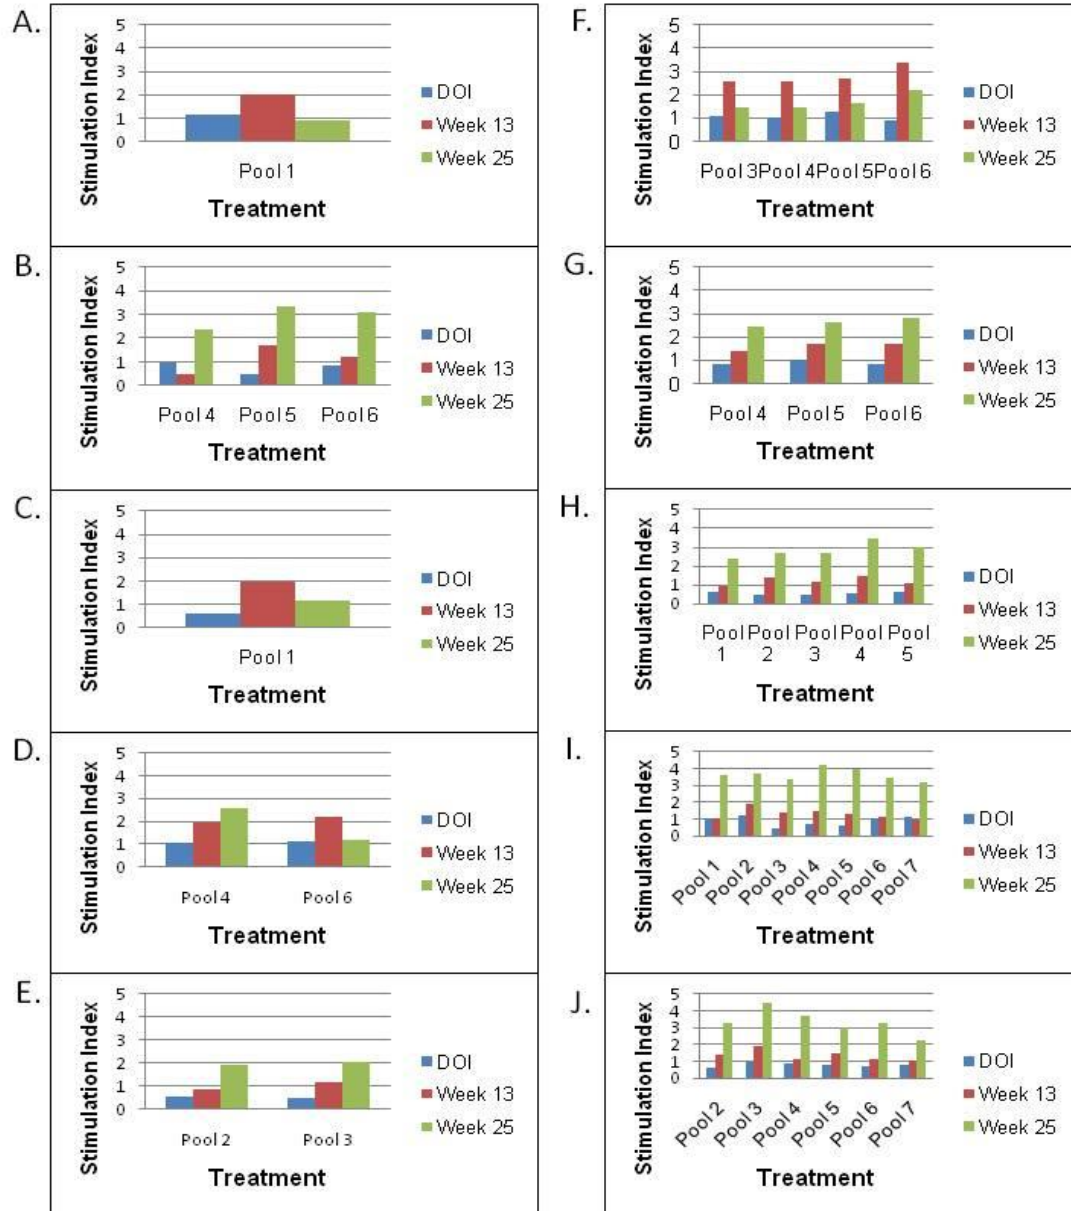 A.
Stimulation Index
5
4
3
2
1
0
Pool 1
Treatment
DOI
Week 13
Week 25
B.
Stimulation Index
5
4
3
2
1
0
Pool 4 Pool 5 Pool 6
Treatment
DOI
Week 13
Week 25
C.
Stimulation Index
5
4
3
2
1
0
Pool 1
Treatment
DOI
Week 13
Week 25
D.
Stimulation Index
5
4
3
2
1
0
Pool 4 Pool 6
Treatment
DOI
Week 13
Week 25
E.
Stimulation Index
5
4
3
2
1
0
Pool 2 Pool 3
Treatment
DOI
Week 13
Week 25
F.
Stimulation Index
5
4
3
2
1
0
Pool 3 Pool 4 Pool 5 Pool 6
Treatment
DOI
Week 13
Week 25
G.
Stimulation Index
5
4
3
2
1
0
Pool 4 Pool 5 Pool 6
Treatment
DOI
Week 13
Week 25
H.
Stimulation Index
5
4
3
2
1
0
Pool Pool Pool Pool Pool
1 2 3 4 5
Treatment
DOI
Week 13
Week 25
I.
Stimulation Index
5
4
3
2
1
0
Pool 1 Pool 2 Pool 3 Pool 4 Pool 5 Pool 6 Pool 7
Treatment
DOI
Week 13
Week 25
J.
Stimulation Index
5
4
3
2
1
0
Pool 2 Pool 3 Pool 4 Pool 5 Pool 6 Pool 7
Treatment
DOI
Week 13
Week 25